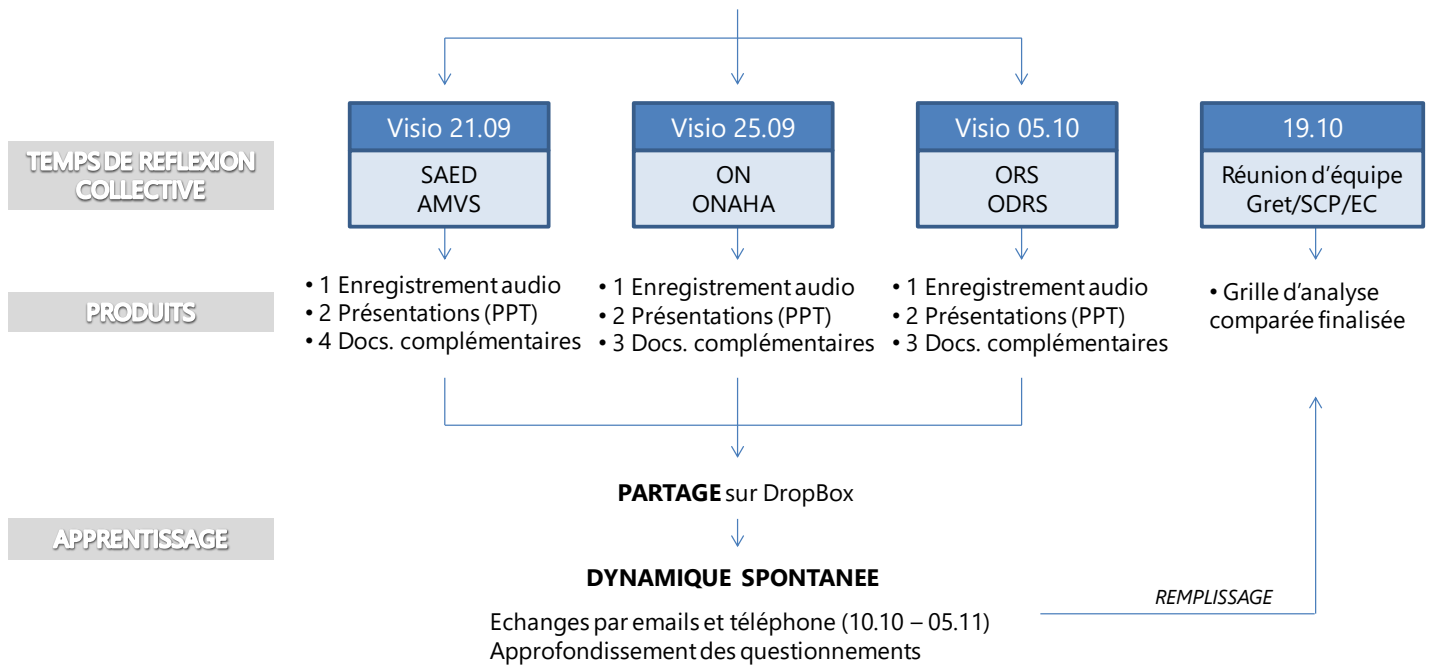 TEMPS DE REFLEXION
COLLECTIVE
Visio 21.09
SAED
AMVS
Visio 25.09
ON
ONAHA
Visio 05.10
ORS
ODRS
19.10
Réunion d'équipe
Gret/SCP/EC
PRODUITS
• 1 Enregistrement audio
• 2 Présentations (PPT)
• 4 Docs. complémentaires
• 1 Enregistrement audio
• 2 Présentations (PPT)
• 3 Docs. complémentaires
• 1 Enregistrement audio
• 2 Présentations (PPT)
• 3 Docs. complémentaires
• Grille d'analyse
comparée finalisée
APPRENTISSAGE
PARTAGE sur DropBox
DYNAMIQUE SPONTANEE
Echanges par emails et téléphone (10.10 – 05.11)
Approfondissement des questionnements
REMPLISSAGE